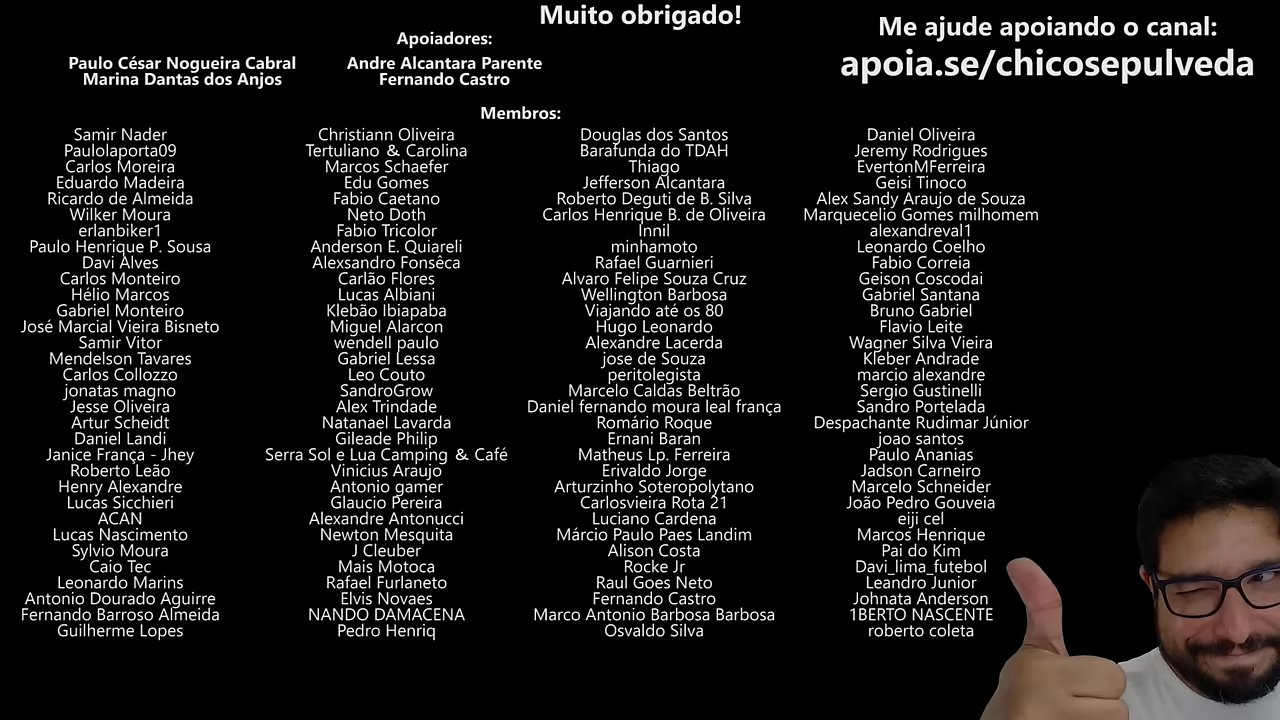 Muito obrigado!
Me ajude apoiando o canal:
apoia.se/chicosepulveda
Apoiadores:
Paulo César Nogueira Cabral
Marina Dantas dos Anjos
Andre Alcantara Parente
Fernando Castro
Membros:
Samir Nader
Paulolaporta09
Carlos Moreira
Eduardo Madeira
Ricardo de Almeida
Wilker Moura
erlanbiker1
Paulo Henrique P. Sousa
Davi Alves
Carlos Monteiro
Hélio Marcos
Gabriel Monteiro
José Marcial Vieira Bisneto
Samir Vitor
Mendelson Tavares
Carlos Collozzo
jonatas magno
Jesse Oliveira
Artur Scheidt
Daniel Landi
Janice França - Jhey
Roberto Leão
Henry Alexandre
Lucas Sicchieri
ACAN
Lucas Nascimento
Sylvio Moura
Caio Tec
Leonardo Marins
Antonio Dourado Aguirre
Fernando Barroso Almeida
Guilherme Lopes
Christiann Oliveira
Tertuliano & Carolina
Marcos Schaefer
Edu Gomes
Fabio Caetano
Neto Doth
Fabio Tricolor
Anderson E. Quiareli
Alexsandro Fonsêca
Carlão Flores
Lucas Albiani
Klebão Ibiapaba
Miguel Alarcon
wendell paulo
Gabriel Lessa
Leo Couto
SandroGrow
Alex Trindade
Natanael Lavarda
Gileade Philip
Serra Sol e Lua Camping & Café
Vinicius Araujo
Antonio gamer
Glaucio Pereira
Alexandre Antonucci
Newton Mesquita
J Cleuber
Mais Motoca
Rafael Furlaneto
Elvis Novaes
NANDO DAMACENA
Pedro Henriq
Douglas dos Santos
Barafunda do TDAH
Thiago
Jefferson Alcantara
Roberto Deguti de B. Silva
Carlos Henrique B. de Oliveira
Innil
minhamoto
Rafael Guarnieri
Alvaro Felipe Souza Cruz
Wellington Barbosa
Viajando até os 80
Hugo Leonardo
Alexandre Lacerda
jose de Souza
peritolegista
Marcelo Caldas Beltrão
Daniel fernando moura leal frança
Romário Roque
Ernani Baran
Matheus Lp. Ferreira
Erivaldo Jorge
Arturzinho Soteropolytano
Carlosvieira Rota 21
Luciano Cardena
Márcio Paulo Paes Landim
Alison Costa
Rocke Jr
Raul Goes Neto
Fernando Castro
Marco Antonio Barbosa Barbosa
Osvaldo Silva
Daniel Oliveira
Jeremy Rodrigues
EvertonMFerreira
Geisi Tinoco
Alex Sandy Araujo de Souza
Marquecelio Gomes milhomem
alexandreval1
Leonardo Coelho
Fabio Correia
Geison Coscodai
Gabriel Santana
Bruno Gabriel
Flavio Leite
Wagner Silva Vieira
Kleber Andrade
marcio alexandre
Sergio Gustinelli
Sandro Portelada
Despachante Rudimar Júnior
joao santos
Paulo Ananias
Jadson Carneiro
Marcelo Schneider
João Pedro Gouveia
eiji cel
Marcos Henrique
Pai do Kim
Davi_lima_futebol
Leandro Junior
Johnata Anderson
1BERTO NASCENTE
roberto coleta